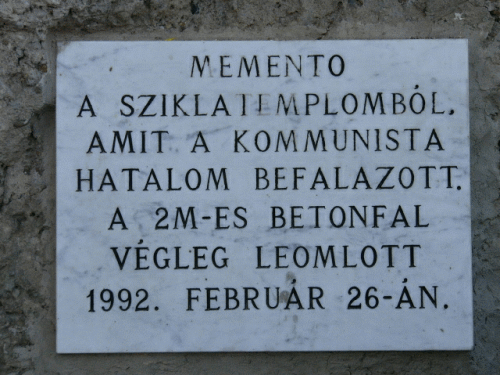 MEMENTO
A SZIKLATEMPLOMBÓL.
AMIT A KOMMUNISTA
HATALOM BEFALAZOTT.
A 2M-ES BETONFAL
VÉGLEG LEOMLOTT
1992. FEBRUÁR 26-ÁN.